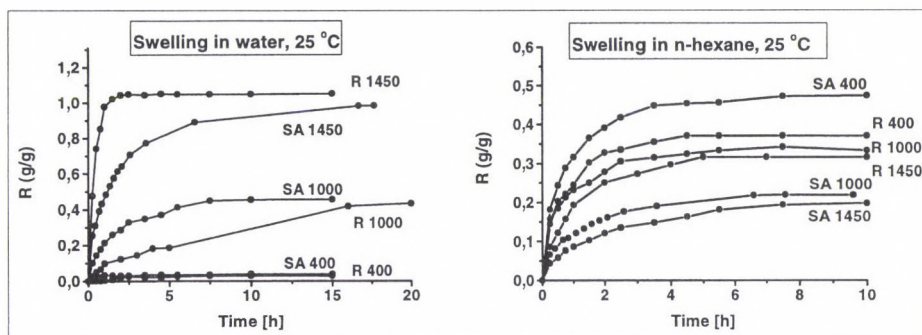 Swelling in water, 25 °C
R (g/g)
1,2
1,0
0,8
0,6
0,4
0,2
0,0
R 1450
SA 1450
SA 1000
R 1000
SA 400
R 400
0
5
10
15
20
Time [h]
Swelling in n-hexane, 25 °C
R (g/g)
0,6
0,5
0,4
0,3
0,2
0,1
0,0
SA 400
R 400
R 1000
R 1450
SA 1000
SA 1450
0
2
4
6
8
10
Time [h]